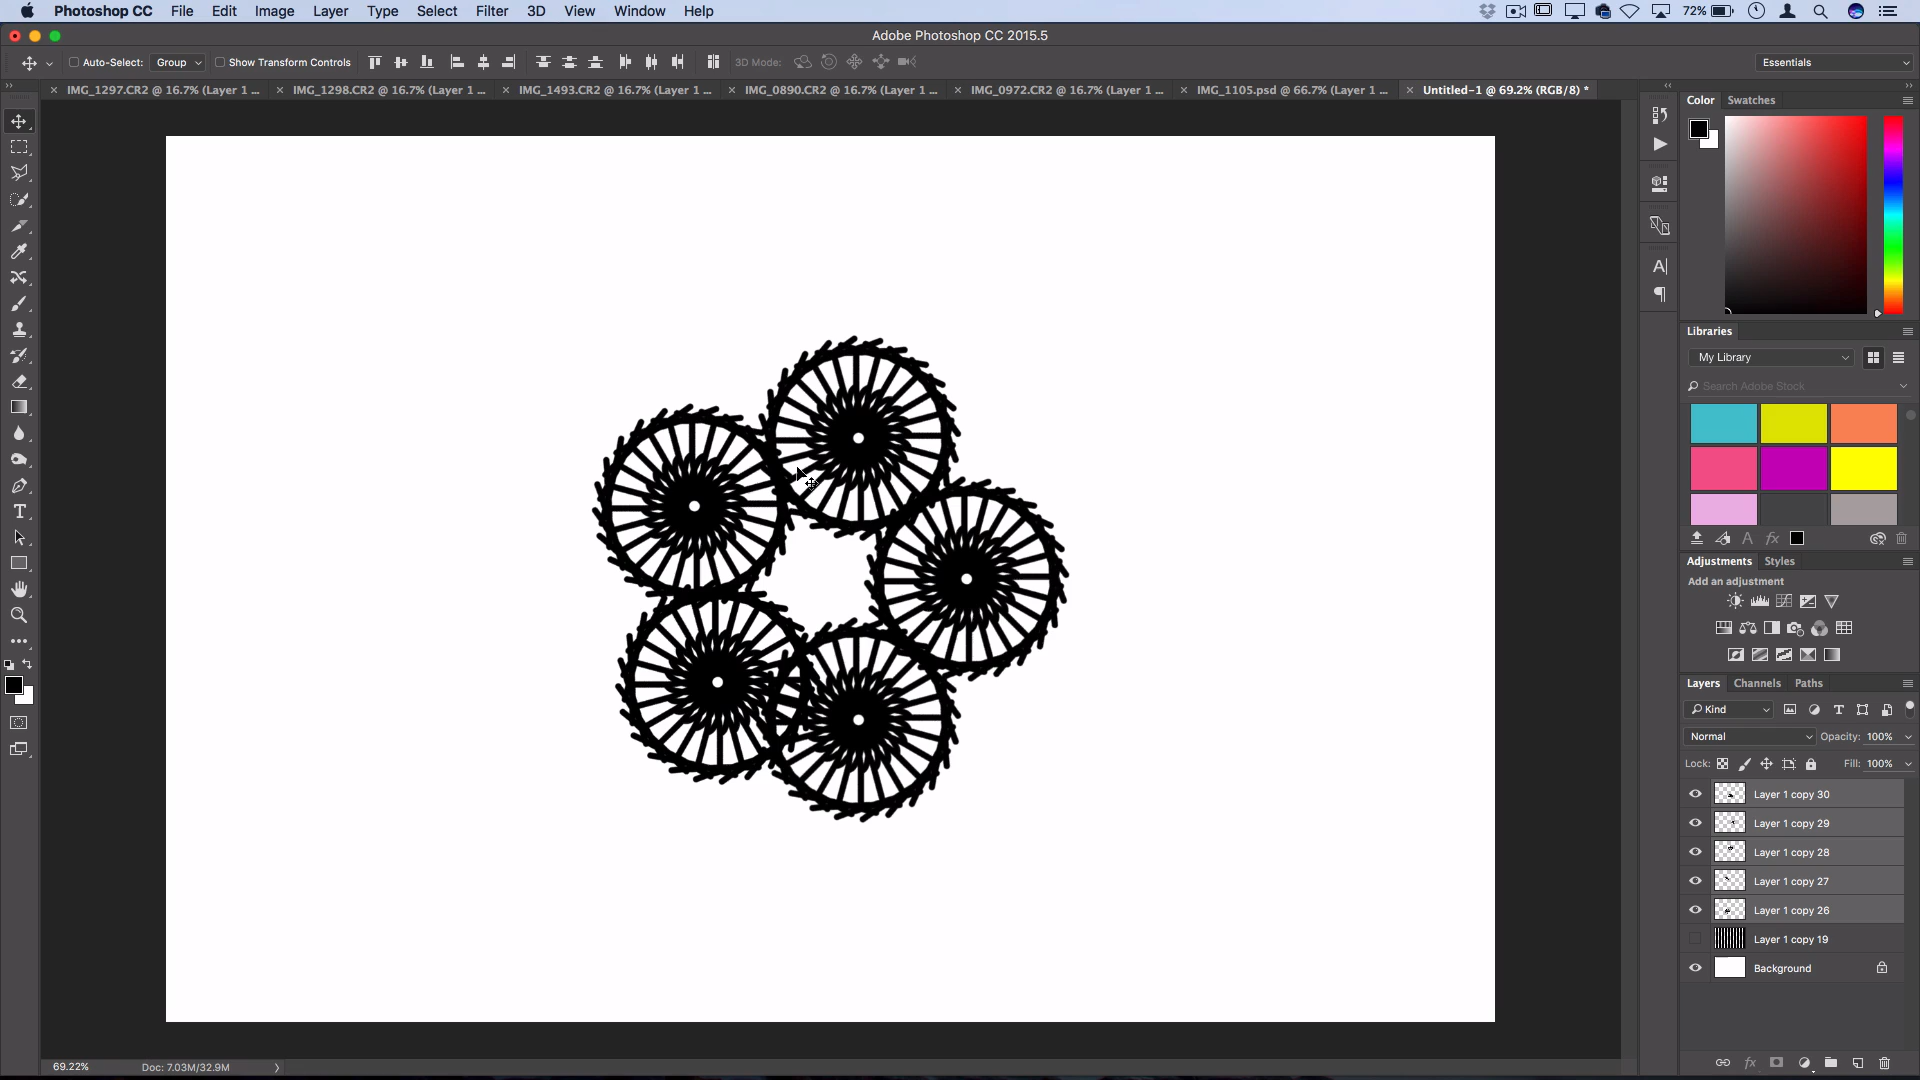 Photoshop CC File Edit Image Layer Type Select Filter 3D View Window Help 72%
Adobe Photoshop CC 2015.5
Auto-Select: Group Show Transform Controls 3D Mode: Essentials
IMG_1297.CR2 @ 16.7% (Layer 1 ... IMG_1298.CR2 @ 16.7% (Layer 1 ... IMG_1493.CR2 @ 16.7% (Layer 1 ... IMG_0890.CR2 @ 16.7% (Layer 1 ... IMG_0972.CR2 @ 16.7% (Layer 1 ... IMG_1105.psd @ 66.7% (Layer 1 ... Untitled-1 @ 69.2% (RGB/8) *
Color Swatches
Libraries
My Library
Search Adobe Stock
Adjustments Styles
Add an adjustment
Layers Channels Paths
Kind
Normal Opacity: 100%
Lock: Fill: 100%
Layer 1 copy 30
Layer 1 copy 29
Layer 1 copy 28
Layer 1 copy 27
Layer 1 copy 26
Layer 1 copy 19
Background
69.22% Doc: 7.03M/32.9M